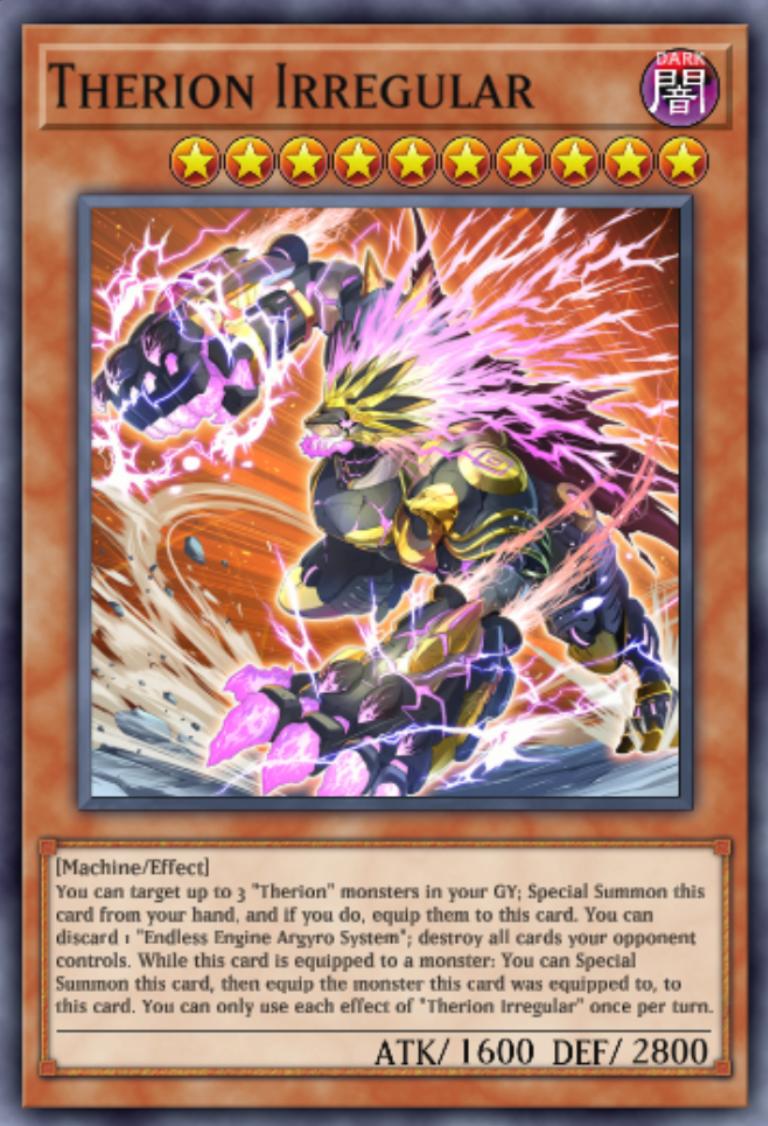 THERION IRREGULAR
DARK
闇
[Machine/Effect]
You can target up to 3 "Therion" monsters in your GY; Special Summon this
card from your hand, and if you do, equip them to this card. You can
discard 1 "Endless Engine Argyro System"; destroy all cards your opponent
controls. While this card is equipped to a monster: You can Special
Summon this card, then equip the monster this card was equipped to, to
this card. You can only use each effect of "Therion Irregular" once per turn.
ATK/ 1600 DEF/ 2800